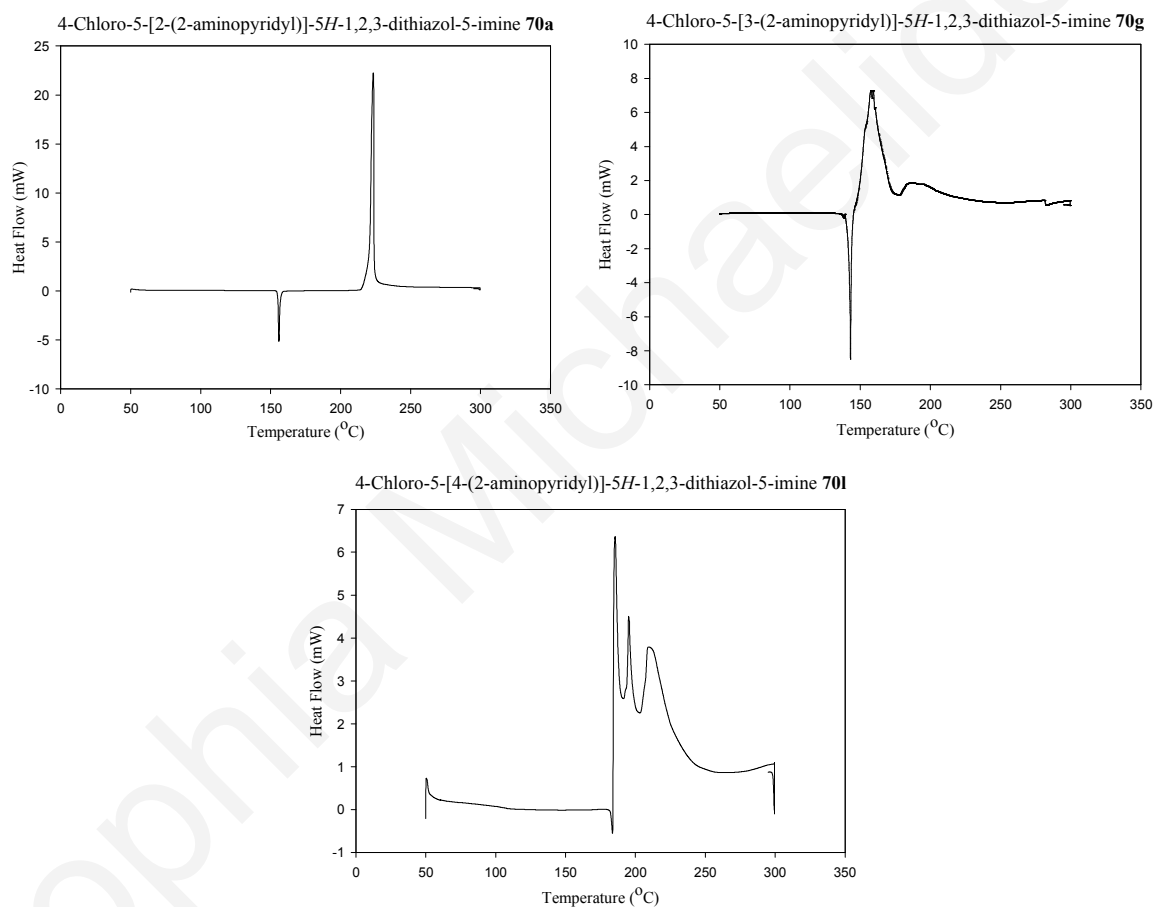 4-Chloro-5-[2-(2-aminopyridyl)]-5H-1,2,3-dithiazol-5-imine 70a
25
20
15
10
5
0
-5
-10
Heat Flow (mW)
0 50 100 150 200 250 300 350
Temperature (°C)
4-Chloro-5-[3-(2-aminopyridyl)]-5H-1,2,3-dithiazol-5-imine 70g
10
8
6
4
2
0
-2
-4
-6
-8
-10
Heat Flow (mW)
0 50 100 150 200 250 300 350
Temperature (°C)
4-Chloro-5-[4-(2-aminopyridyl)]-5H-1,2,3-dithiazol-5-imine 70l
7
6
5
4
3
2
1
0
-1
Heat Flow (mW)
0 50 100 150 200 250 300 350
Temperature (°C)
ophia Michaelide